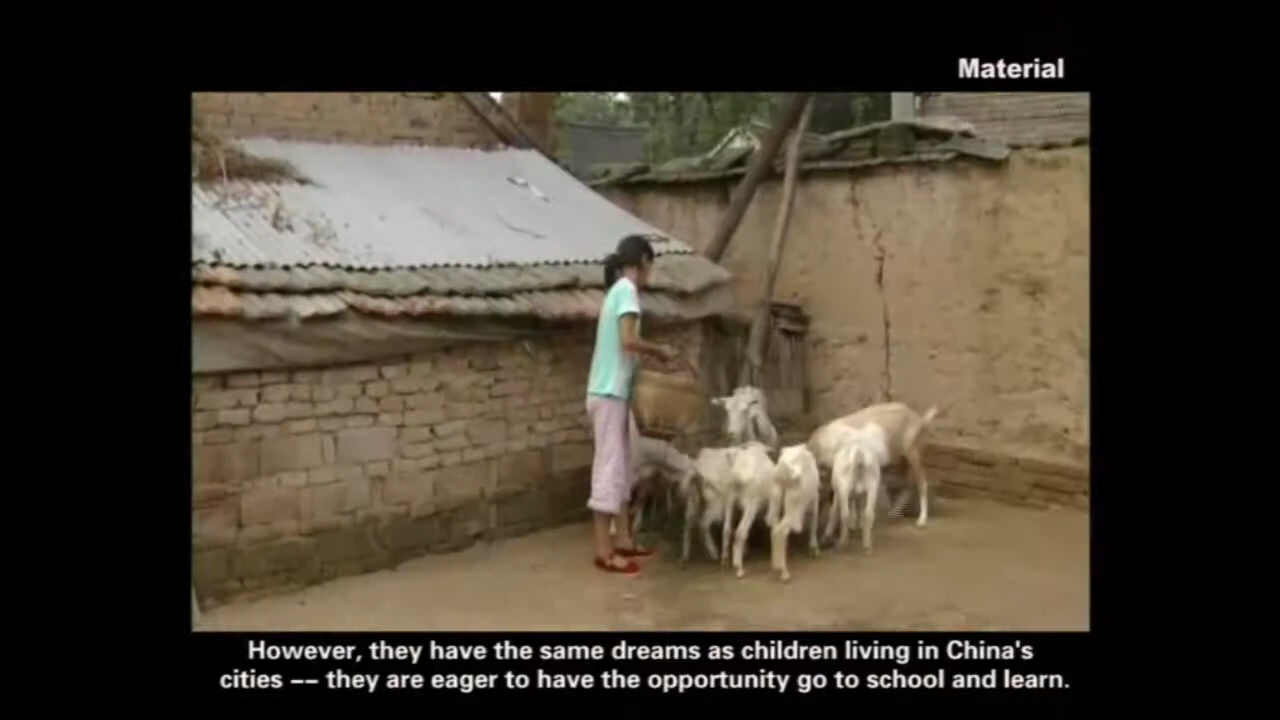 Material
However, they have the same dreams as children living in China's
cities -- they are eager to have the opportunity go to school and learn.